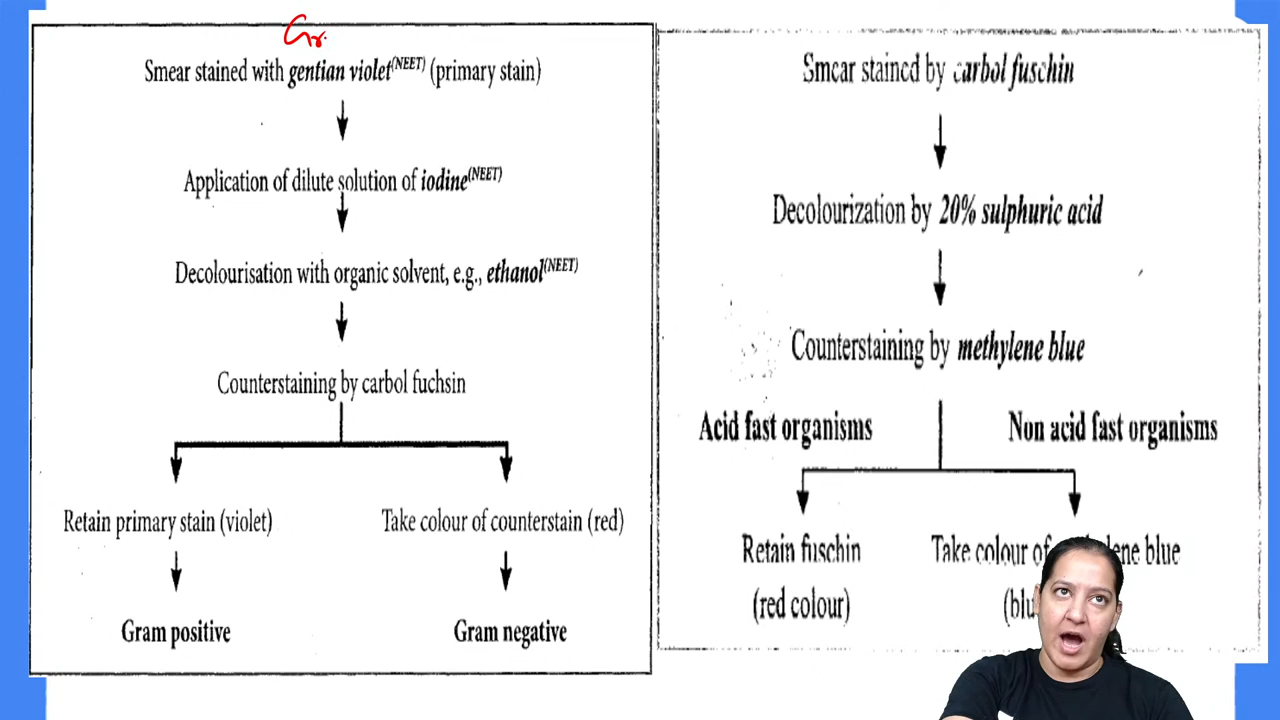 Gr.
Smear stained with gentian violet(NEET) (primary stain)
Application of dilute solution of iodine(NEET)
Decolourisation with organic solvent, e.g., ethanol(NEET)
Counterstaining by carbol fuchsin
Retain primary stain (violet)
Take colour of counterstain (red)
Gram positive
Gram negative
Smear stained by carbol fuschin
Decolourization by 20% sulphuric acid
Counterstaining by methylene blue
Acid fast organisms
Non acid fast organisms
Retain fuschin
(red colour)
Take colour of blue